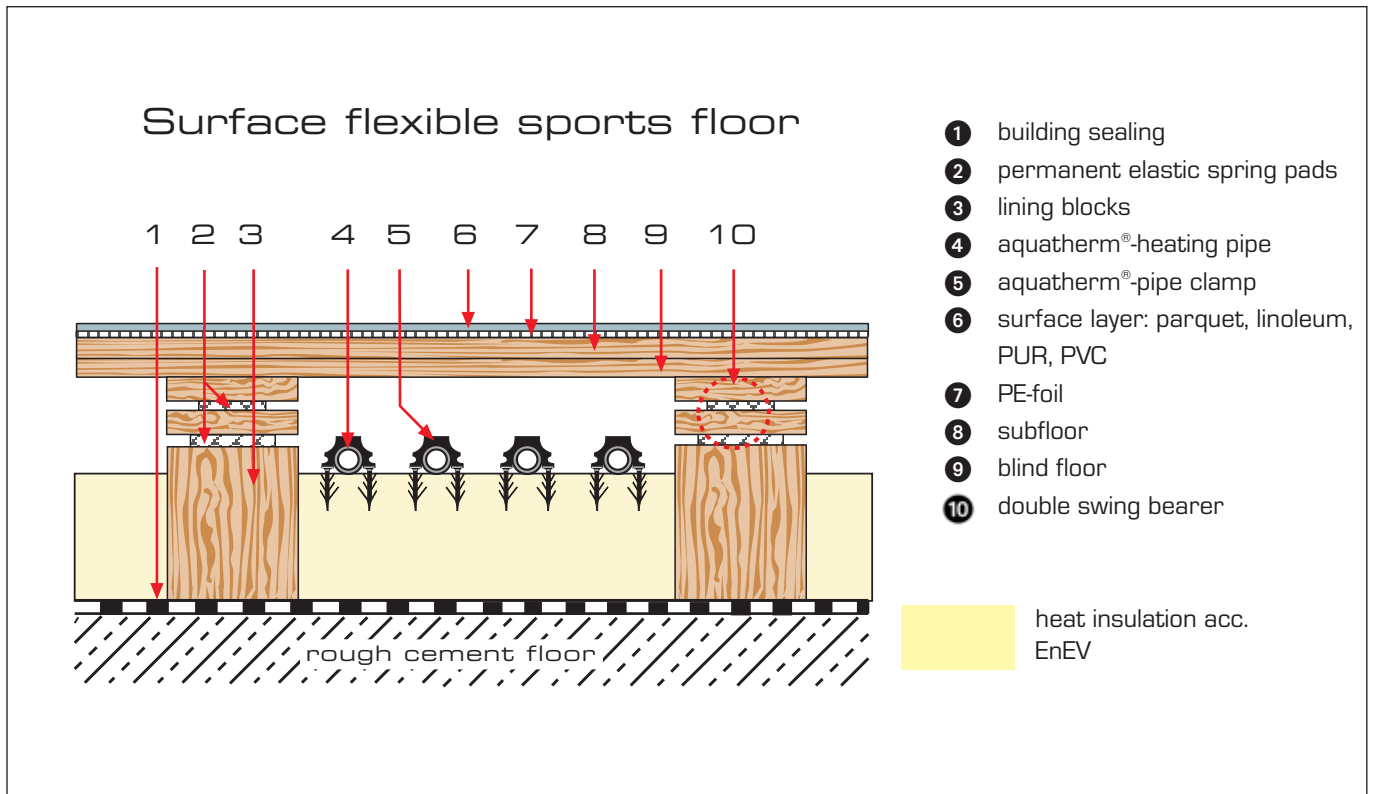 Surface flexible sports floor
1 2 3 4 5 6 7 8 9 10
rough cement floor
1 building sealing
2 permanent elastic spring pads
3 lining blocks
4 aquatherm®-heating pipe
5 aquatherm®-pipe clamp
6 surface layer: parquet, linoleum,
PUR, PVC
7 PE-foil
8 subfloor
9 blind floor
10 double swing bearer
heat insulation acc.
EnEV